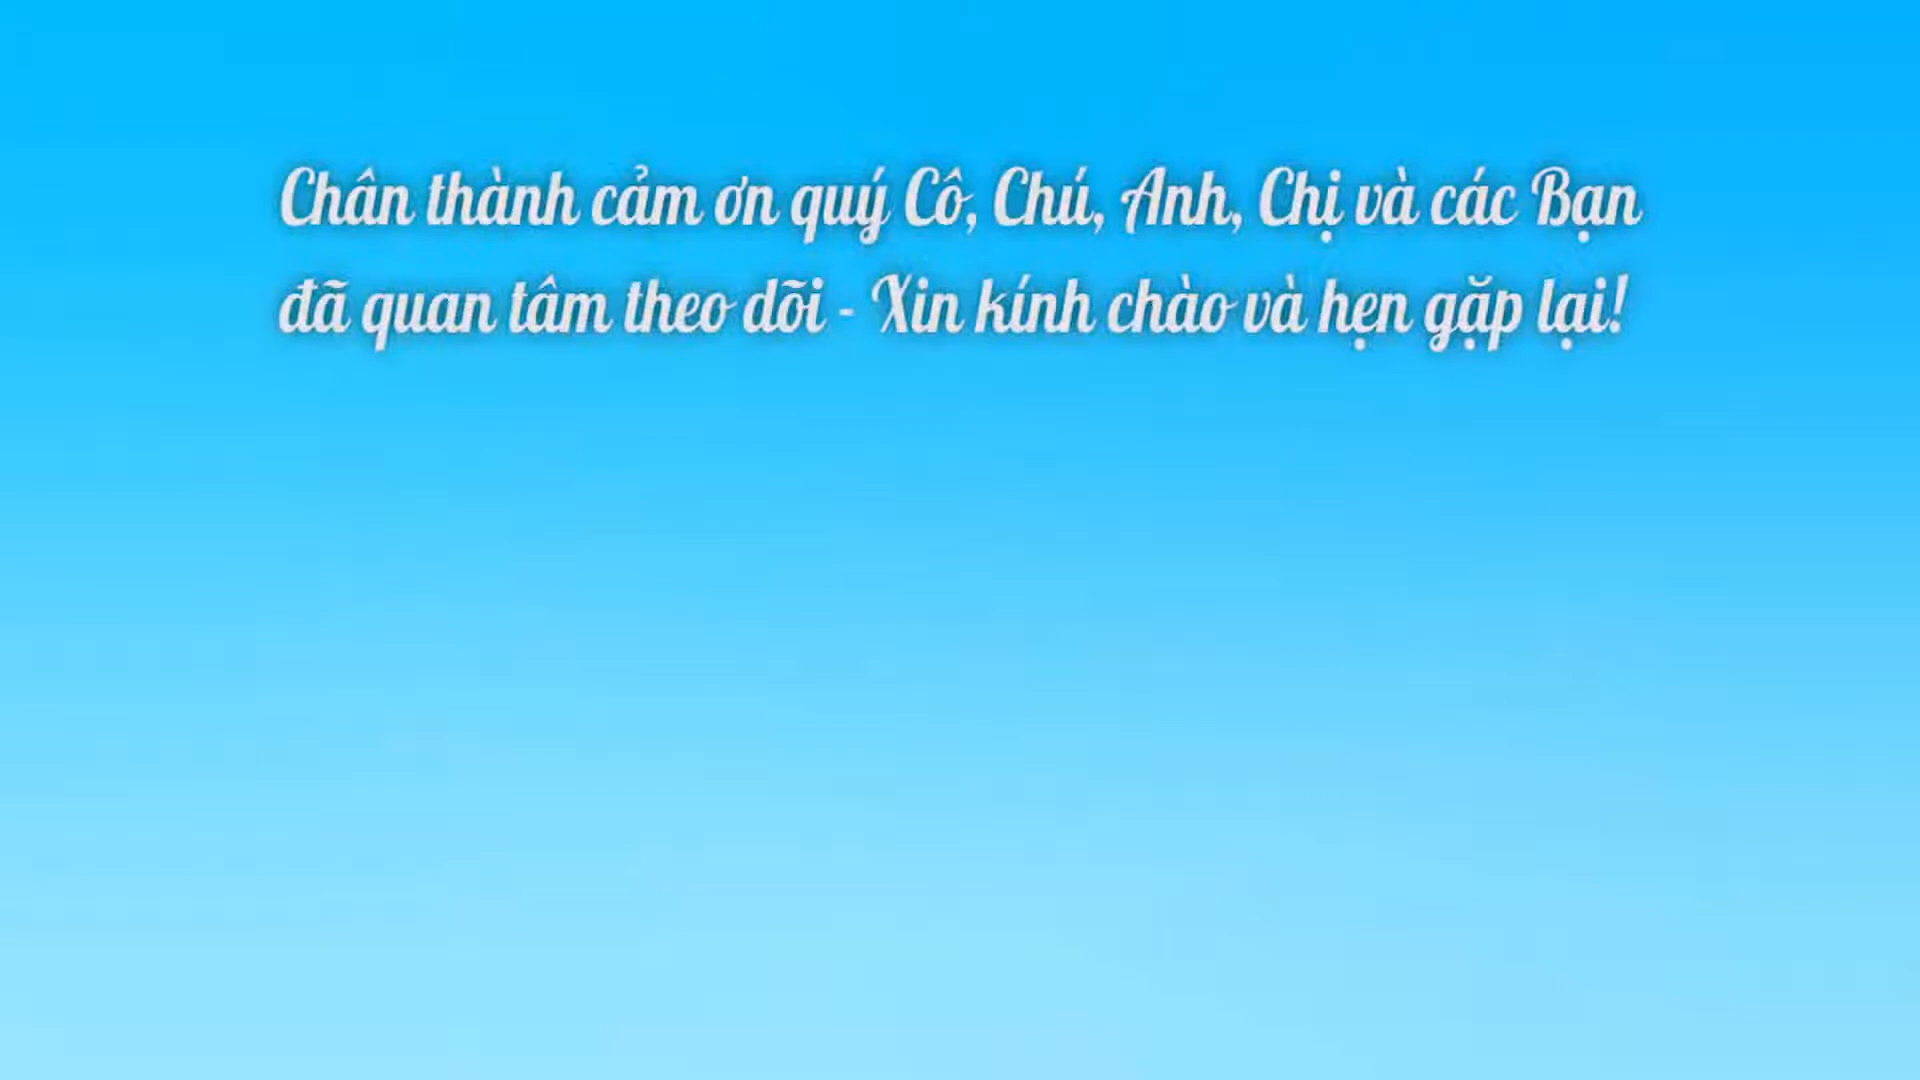 Chân thành cảm ơn quý Cô, Chú, Anh, Chị và các Bạn
đã quan tâm theo dõi - Xin kính chào và hẹn gặp lại!